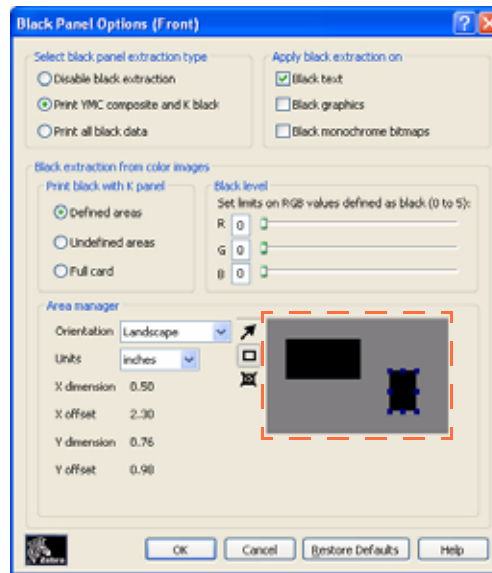 Black Panel Options (Front)
Select black panel extraction type
Disable black extraction
Print YMC composite and K black
Print all black data
Apply black extraction on
Black text
Black graphics
Black monochrome bitmaps
Black extraction from color images
Print black with K panel
Defined areas
Undefined areas
Full card
Black level
Set limits on RGB values defined as black (0 to 5):
R 0
G 0
B 0
Area manager
Orientation Landscape
Units inches
X dimension 0.50
X offset 2.30
Y dimension 0.76
Y offset 0.98
Zebra
OK Cancel Restore Defaults Help